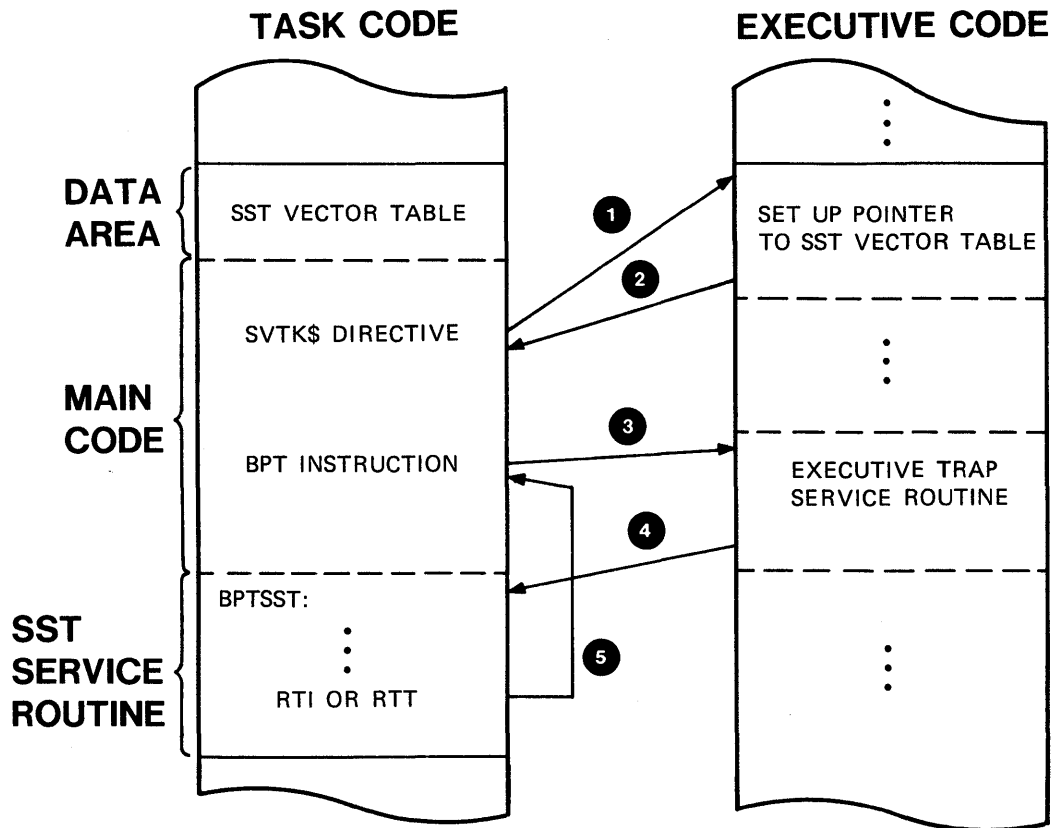 TASK CODE
EXECUTIVE CODE
DATA
AREA
SST VECTOR TABLE
1
SET UP POINTER
TO SST VECTOR TABLE
2
SVTK$ DIRECTIVE
MAIN
CODE
3
BPT INSTRUCTION
EXECUTIVE TRAP
SERVICE ROUTINE
4
BPTSST:
SST
SERVICE
ROUTINE
5
RTI OR RTT